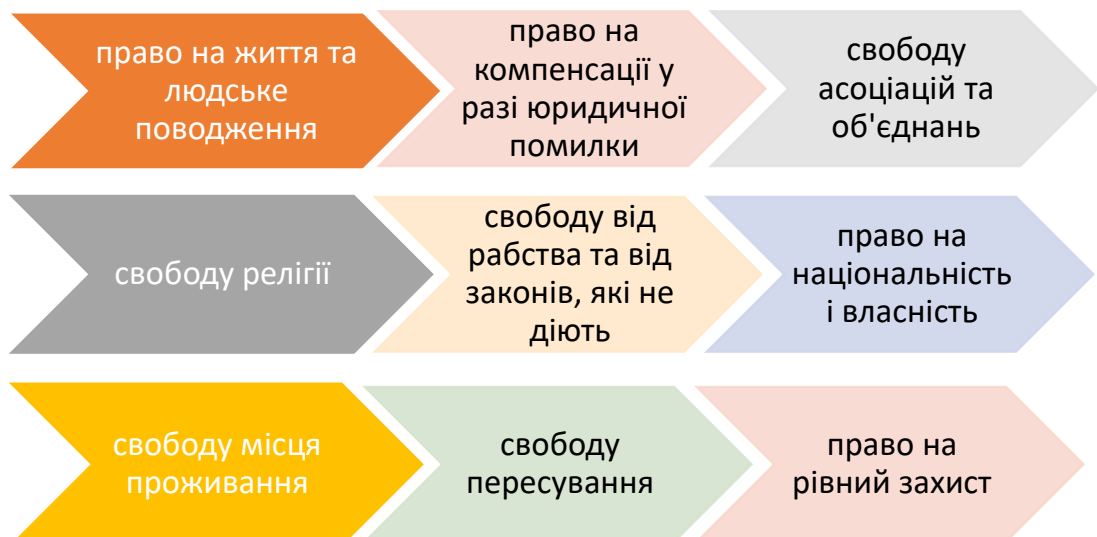 право на життя та
людське
поводження
право на
компенсації у
разі юридичної
помилки
свободу
асоціацій та
об'єднань
свободу релігії
свободу від
рабства та від
законів, які не
діють
право на
національність
і власність
свободу місця
проживання
свободу
пересування
право на
рівний захист